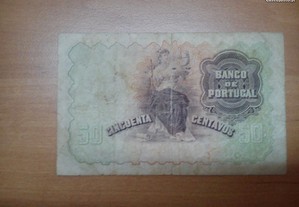 BANCO
DE
PORTUGAL
50 CINCOENTA CENTAVOS 50